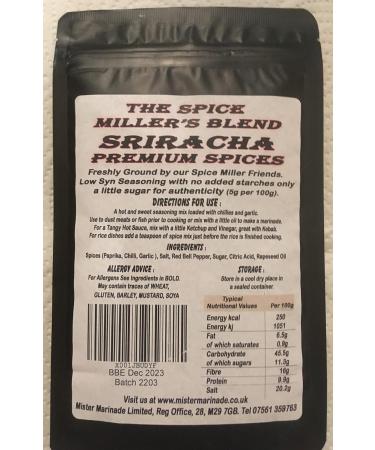 THE SPICE
MILLER'S BLEND
SRIRACHA
PREMIUM SPICES
Freshly Ground by our Spice Miller Friends.
Low Syn Seasoning with no added starches only
a little sugar for authenticity (5g per 100g).
DIRECTIONS FOR USE :
A hot and sweet seasoning mix loaded with chillies and garlic.
Use to dust meats or fish prior to cooking or mix with a little oil to make a marinade.
For a Tangy Hot Sauce, mix with a little Ketchup and Vinegar, great with Kebab.
For rice dishes add a teaspoon of spice mix just before the rice is finished cooking.
INGREDIENTS :
Spices (Paprika, Chilli, Garlic ), Salt, Red Bell Pepper, Sugar, Citric Acid, Rapeseed Oil
ALLERGY ADVICE :
For Allergens See Ingredients in BOLD.
May contain traces of WHEAT,
GLUTEN, BARLEY, MUSTARD, SOYA
STORAGE :
Store in a cool dry place in
a sealed container.
X001JBUDYF
BBE Dec 2023
Batch 2203
Typical
Nutritional Values Per 100g
Energy kcal 250
Energy kj 1051
Fat 6.5g
of which saturates 0.9g
Carbohydrate 45.5g
of which sugars 11.3g
Fibre 16g
Protein 9.9g
Salt 20.2g
Visit us at www.mistermarinade.co.uk
Mister Marinade Limited, Reg Office, 28, M29 7GB. Tel 07561 359763